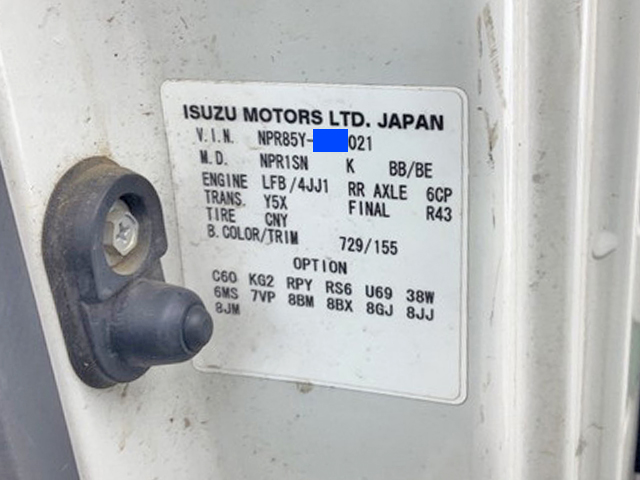 ISUZU MOTORS LTD. JAPAN
V.I.N. NPR85Y- 021
M.D. NPR1SN K BB/BE
ENGINE LFB/4JJ1 RR AXLE 6CP
TRANS. Y5X FINAL R43
TIRE CNY
B.COLOR/TRIM 729/155
OPTION
C60 KG2 RPY RS6 U69 38W
6MS 7VP 8BM 8BX 8GJ 8JJ
8JM